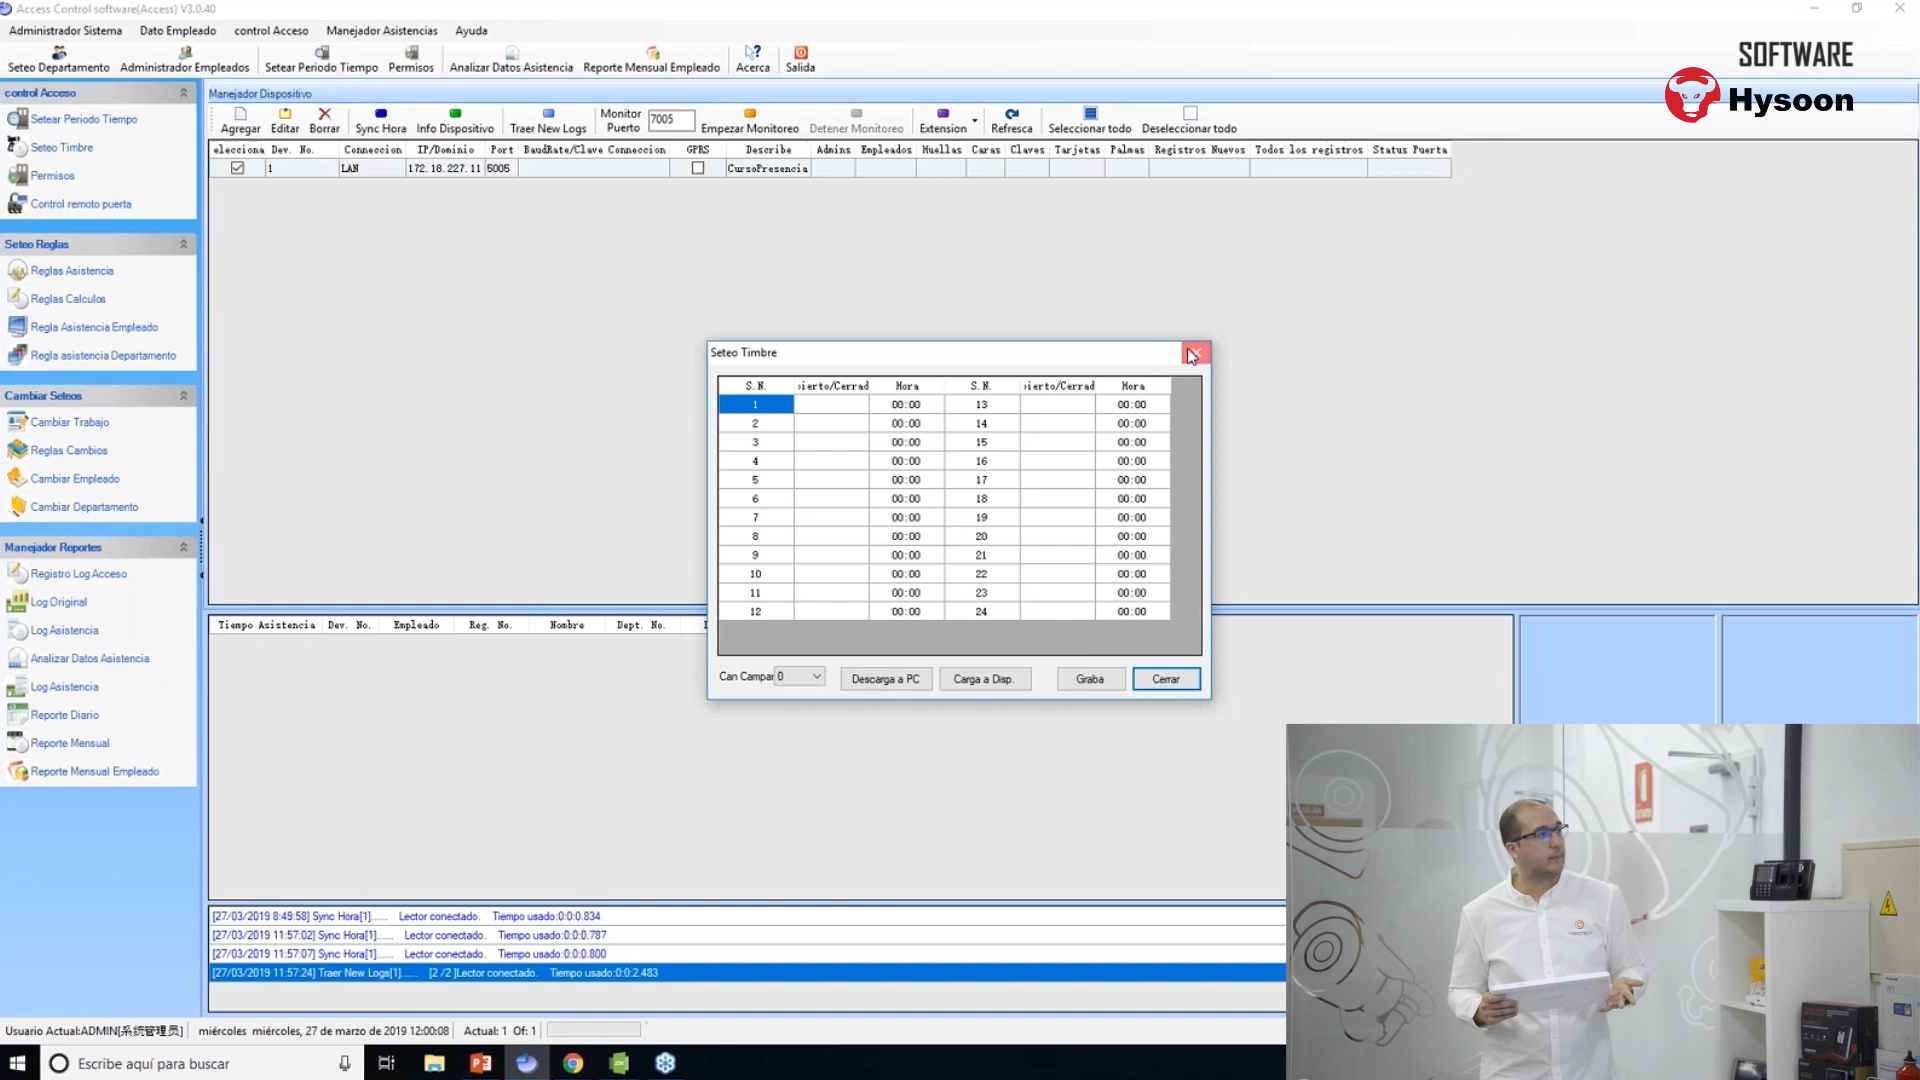 Access Control software(Access) V3.0.40
Administrador Sistema Dato Empleado control Acceso Manejador Asistencias Ayuda
Seteo Departamento Administrador Empleados Setear Periodo Tiempo Permisos Analizar Datos Asistencia Reporte Mensual Empleado Acerca Salida
SOFTWARE
Hysoon
control Acceso
Setear Periodo Tiempo
Seteo Timbre
Permisos
Control remoto puerta
Seteo Reglas
Reglas Asistencia
Reglas Calculos
Regla Asistencia Empleado
Regla asistencia Departamento
Cambiar Seteos
Cambiar Trabajo
Reglas Cambios
Cambiar Empleado
Cambiar Departamento
Manejador Reportes
Registro Log Acceso
Log Original
Log Asistencia
Analizar Datos Asistencia
Log Asistencia
Reporte Diario
Reporte Mensual
Reporte Mensual Empleado
Manejador Dispositivo
Agregar Editar Borrar Sync Hora Info Dispositivo Traer New Logs Monitor Puerto 7005 Empezar Monitoreo Detener Monitoreo Extension Refresca Seleccionar todo Deseleccionar todo
elecciona Dev. No. Conneccion IP/Dominio Port BaudRate/Clave Conneccion GPRS Describe Admins Empleados Huellas Caras Claves Tarjetas Palmas Registros Nuevos Todos los registros Status Puerta
1 LAN 172.18.227.11 5005 CursoPresencia
Seteo Timbre
S.N. ierto/Cerrad Hora S.N. ierto/Cerrad Hora
1 00:00 13 00:00
2 00:00 14 00:00
3 00:00 15 00:00
4 00:00 16 00:00
5 00:00 17 00:00
6 00:00 18 00:00
7 00:00 19 00:00
8 00:00 20 00:00
9 00:00 21 00:00
10 00:00 22 00:00
11 00:00 23 00:00
12 00:00 24 00:00
Can Campar 0 Descarga a PC Carga a Disp. Graba Cerrar
Tiempo Asistencia Dev. No. Empleado Reg. No. Nombre Dept. No.
[27/03/2019 8:49:58] Sync Hora[1]...... Lector conectado. Tiempo usado:0:0:0.834
[27/03/2019 11:57:02] Sync Hora[1]...... Lector conectado. Tiempo usado:0:0:0.787
[27/03/2019 11:57:07] Sync Hora[1]...... Lector conectado. Tiempo usado:0:0:0.800
[27/03/2019 11:57:24] Traer New Logs[1]...... [2 /2 ]Lector conectado. Tiempo usado:0:0:2.483
Usuario Actual:ADMIN[系统管理员] miércoles miércoles, 27 de marzo de 2019 12:00:08 Actual: 1 Of: 1
Escribe aquí para buscar